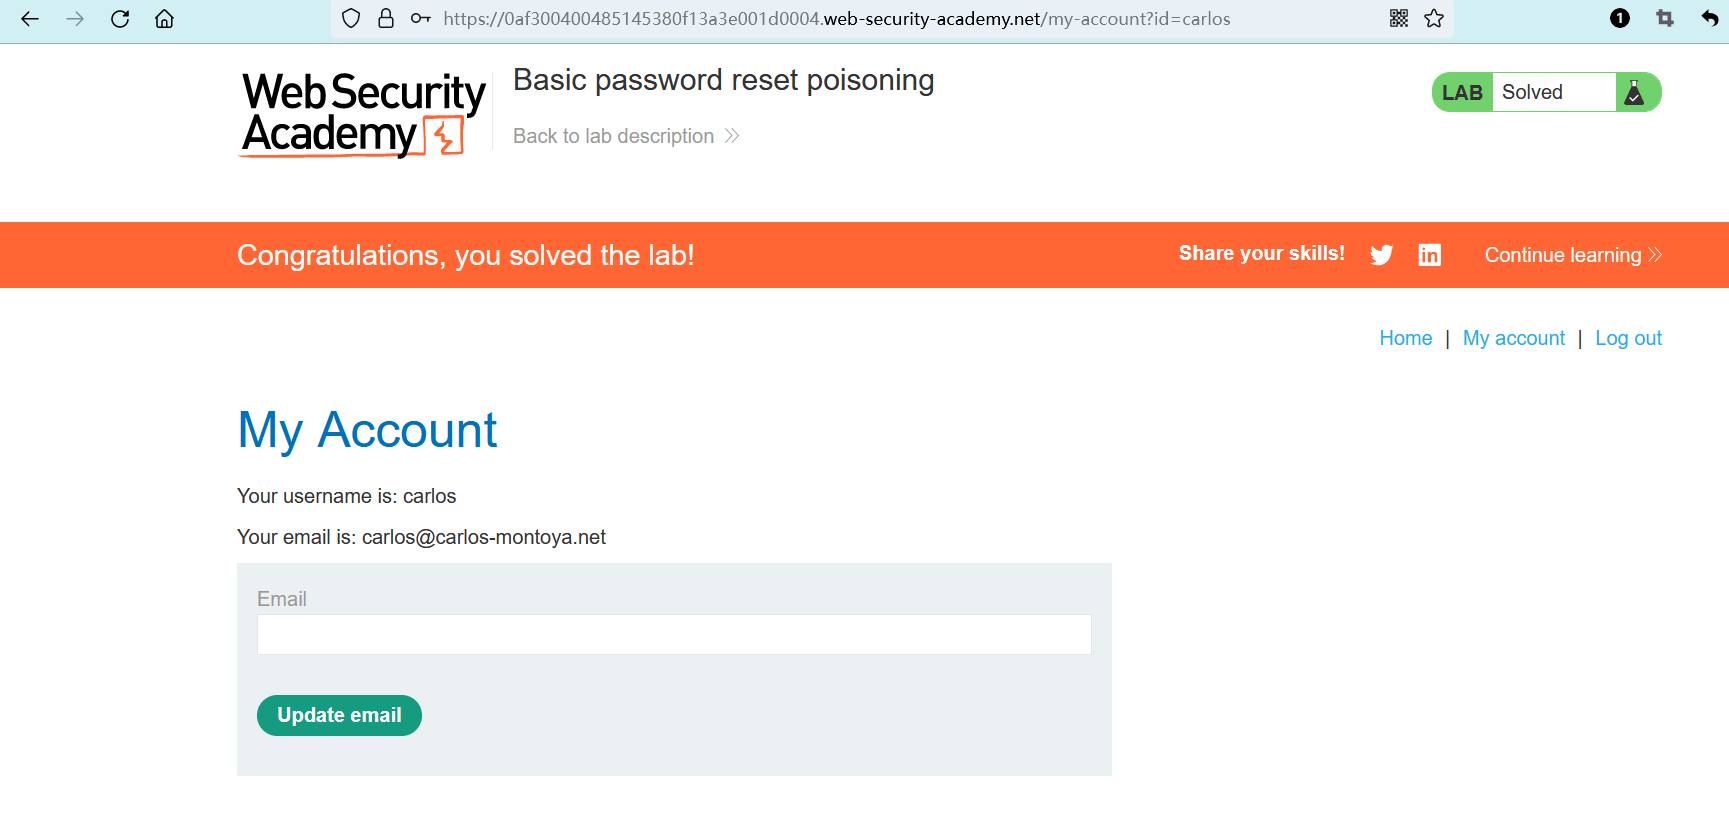 https://0af300400485145380f13a3e001d0004.web-security-academy.net/my-account?id=carlos
1
Web Security
Academy
Basic password reset poisoning
Back to lab description
LAB Solved
Congratulations, you solved the lab!
Share your skills!
in
Continue learning
Home | My account | Log out
My Account
Your username is: carlos
Your email is: carlos@carlos-montoya.net
Email
Update email